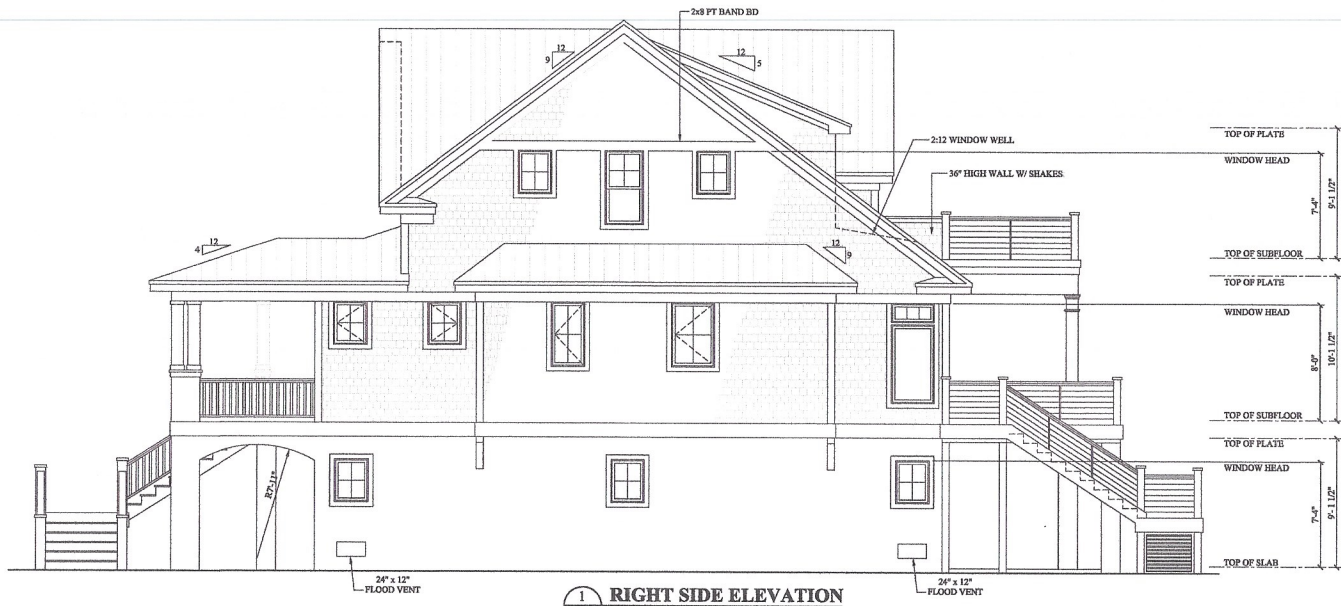 2x8 PT BAND BD
12
9
12
5
TOP OF PLATE
WINDOW HEAD
2:12 WINDOW WELL
36" HIGH WALL W/ SHAKES
7'-4"
9'-1 1/2"
12
4
12
9
TOP OF SUBFLOOR
TOP OF PLATE
WINDOW HEAD
8'-0"
10'-1 1/2"
TOP OF SUBFLOOR
TOP OF PLATE
WINDOW HEAD
R7'-11"
7'-4"
9'-1 1/2"
TOP OF SLAB
24" x 12"
FLOOD VENT
24" x 12"
FLOOD VENT
1 RIGHT SIDE ELEVATION